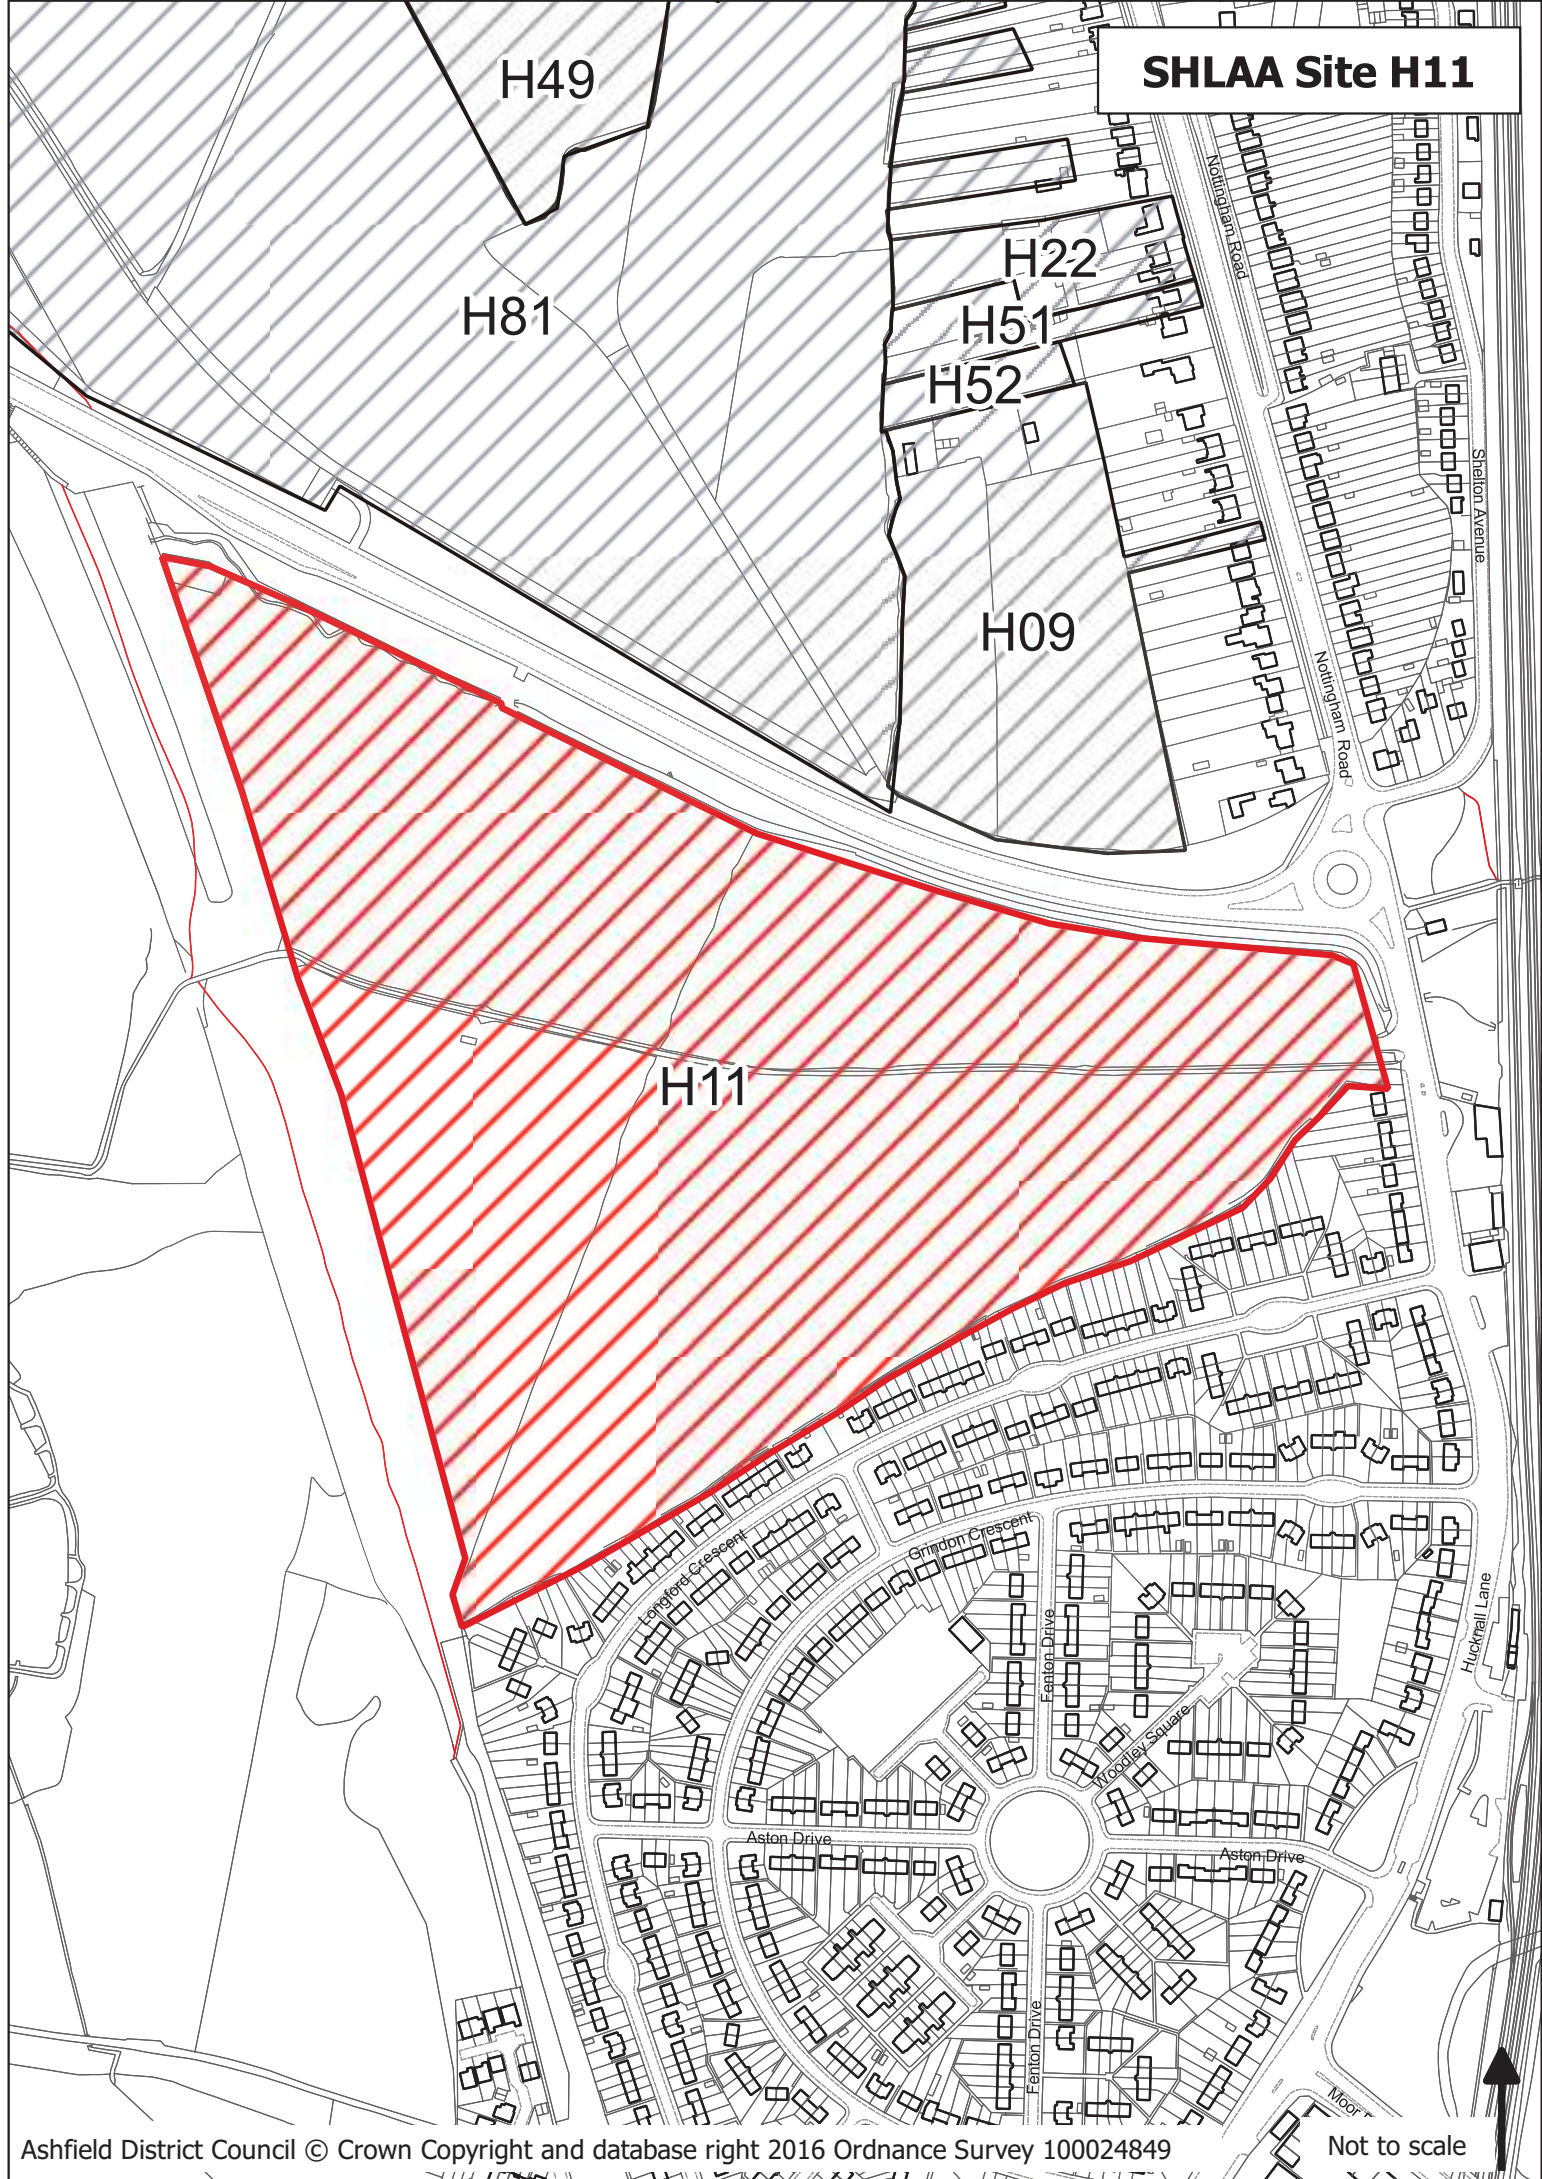 SHLAA Site H11
H49
Nottingham Road
H22
H81
H51
H52
Shelton Avenue
H09
Nottingham Road
H11
Grindon Crescent
Longford Crescent
Hucknall Lane
Fenton Drive
Woodley Square
Aston Drive
Aston Drive
Fenton Drive
Moor
Ashfield District Council © Crown Copyright and database right 2016 Ordnance Survey 100024849
Not to scale